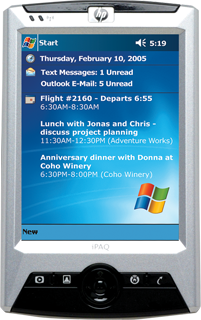 hp
Start 5:19
Thursday, February 10, 2005
Text Messages: 1 Unread
Outlook E-Mail: 5 Unread
Flight #2160 - Departs 6:55
6:30AM-8:30AM
Lunch with Jonas and Chris -
discuss project planning
11:30AM-12:30PM (Adventure Works)
Anniversary dinner with Donna at
Coho Winery
6:30PM-8:00PM (Coho Winery)
New
iPAQ